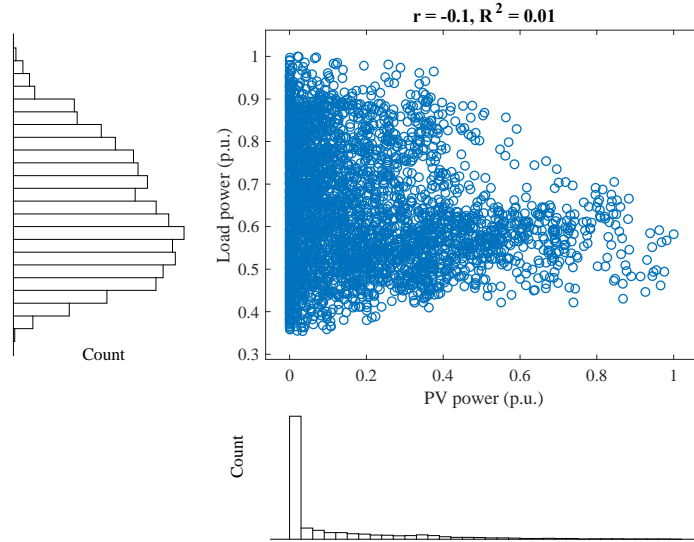 r = -0.1, R² = 0.01
1
0.9
0.8
0.7
0.6
0.5
0.4
0.3
Load power (p.u.)
0 0.2 0.4 0.6 0.8 1
PV power (p.u.)
Count
Count